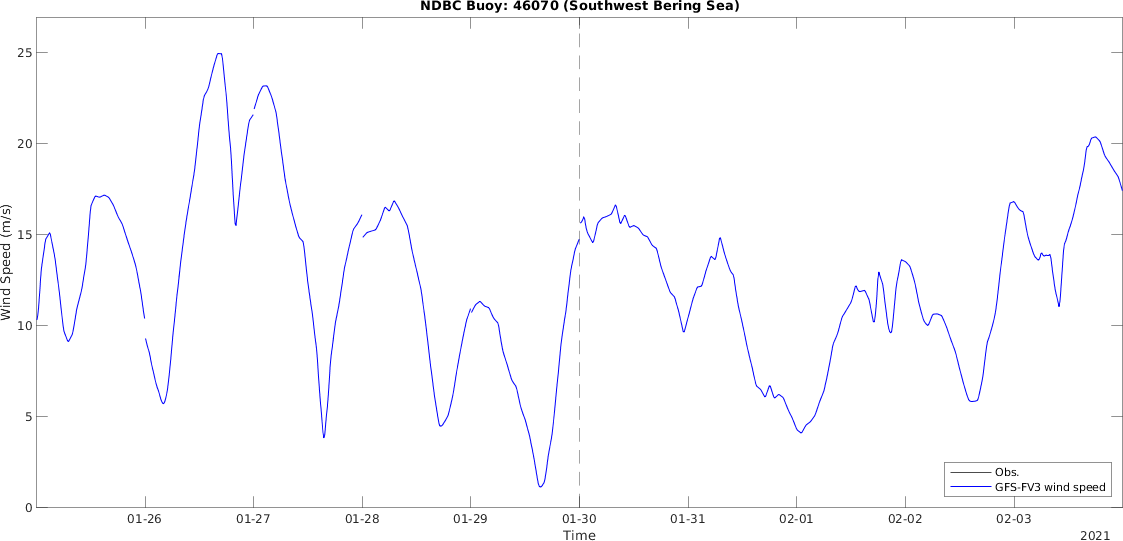 NDBC Buoy: 46070 (Southwest Bering Sea)
Wind Speed (m/s)
25
20
15
10
5
0
Obs.
GFS-FV3 wind speed
01-26 01-27 01-28 01-29 01-30 01-31 02-01 02-02 02-03
Time
2021